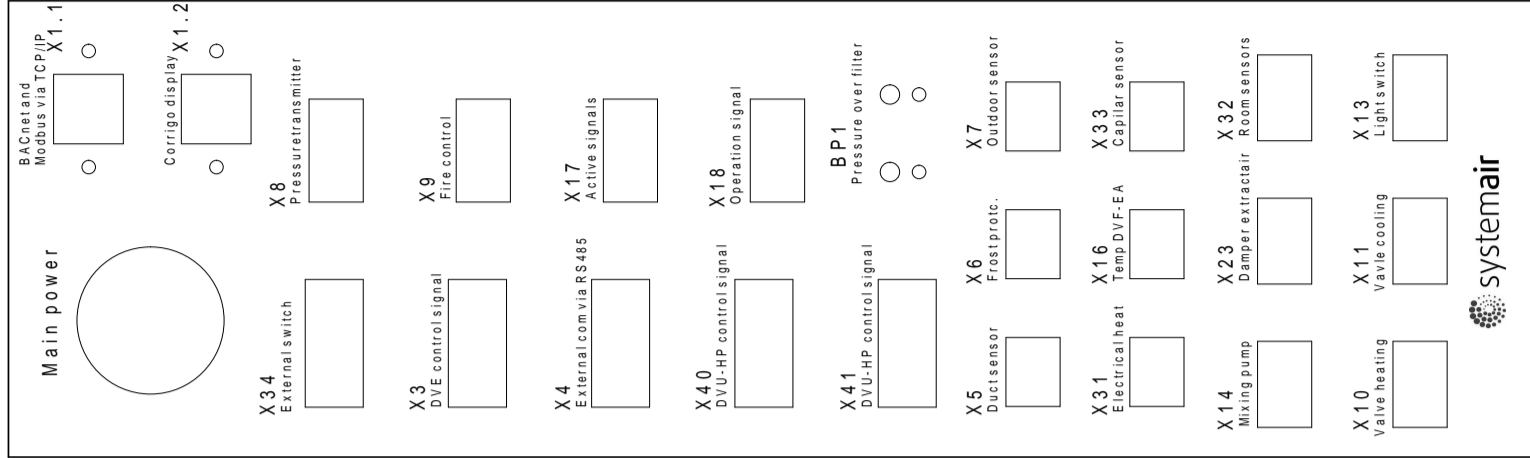 Main power
BACnet and
Modbus via TCP/IP
X1.1
Corrigo display
X1.2
X34
External switch
X8
Pressure transmitter
X3
DVE control signal
X9
Fire control
X4
External com via RS485
X17
Active signals
X40
DVU-HP control signal
X18
Operation signal
X41
DVU-HP control signal
BP1
Pressure over filter
X5
Duct sensor
X6
Frost protc.
X7
Outdoor sensor
X31
Electrical heat
X16
Temp DVF-EA
X33
Capilar sensor
X14
Mixing pump
X23
Damper extract air
X32
Room sensors
X10
Valve heating
X11
Vavle cooling
X13
Light switch
systemair